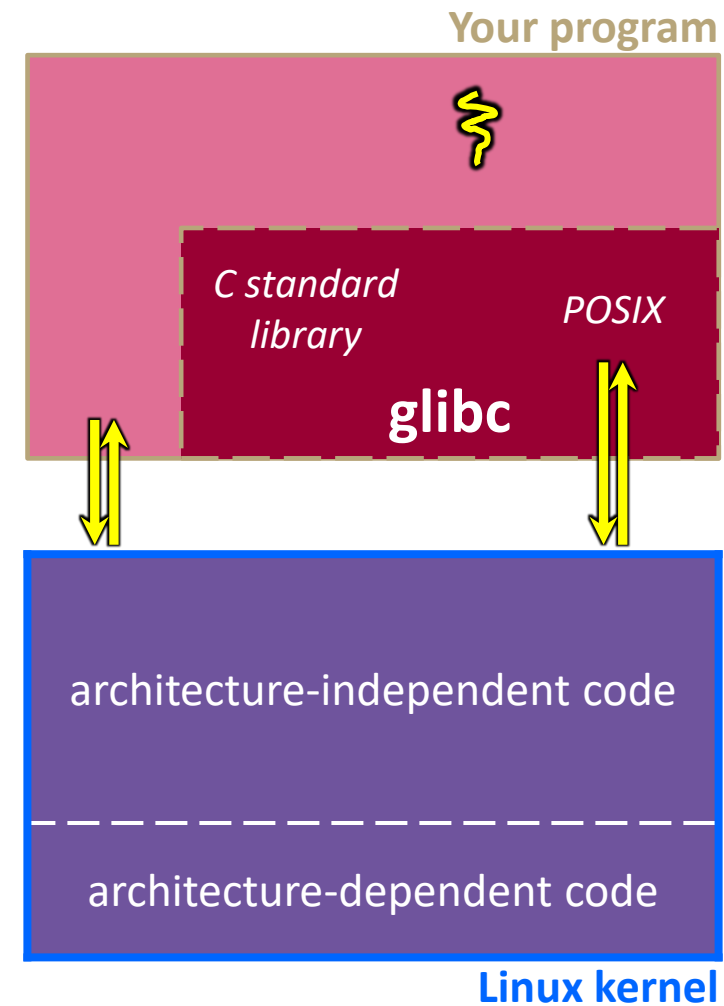 Your program
C standard
library
POSIX
glibc
architecture-independent code
architecture-dependent code
Linux kernel